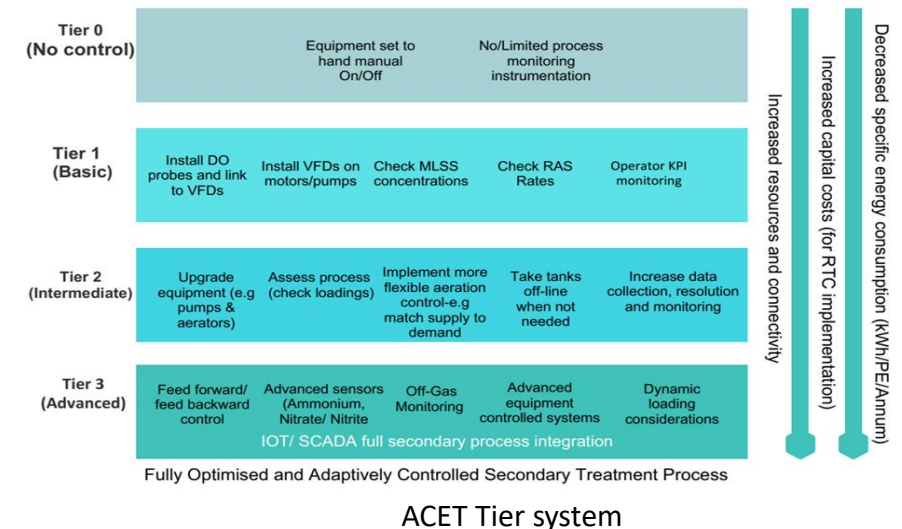 Tier 0
(No control)
Equipment set to
hand manual
On/Off
No/Limited process
monitoring
instrumentation
Tier 1
(Basic)
Install DO
probes and link
to VFDs
Install VFDs on
motors/pumps
Check MLSS
concentrations
Check RAS
Rates
Operator KPI
monitoring
Tier 2
(Intermediate)
Upgrade
equipment (e.g
pumps &
aerators)
Assess process
(check loadings)
Implement more
flexible aeration
control-e.g
match supply to
demand
Take tanks
off-line
when not
needed
Increase data
collection, resolution
and monitoring
Tier 3
(Advanced)
Feed forward/
feed backward
control
Advanced sensors
(Ammonium,
Nitrate/ Nitrite)
Off-Gas
Monitoring
Advanced
equipment
controlled systems
Dynamic
loading
considerations
IOT/ SCADA full secondary process integration
Fully Optimised and Adaptively Controlled Secondary Treatment Process
Increased resources and connectivity
Increased capital costs (for RTC implementation)
Decreased specific energy consumption (kWh/PE/Annum)
ACET Tier system